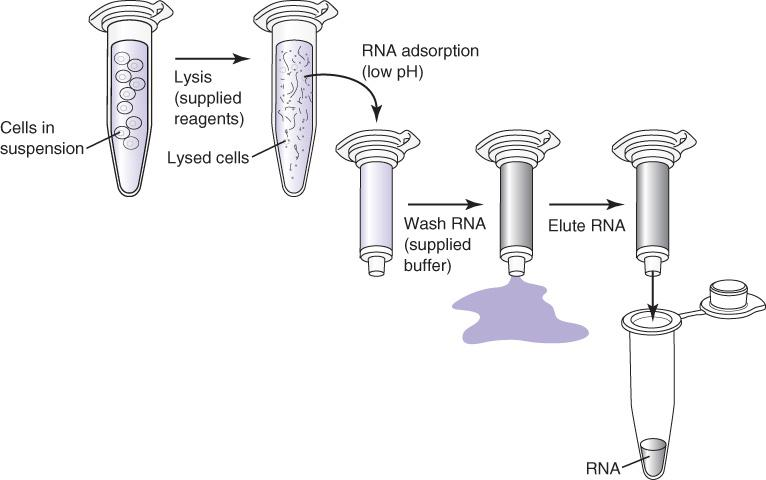 RNA adsorption
(low pH)
Lysis
(supplied
reagents)
Cells in
suspension
Lysed cells
Wash RNA
(supplied
buffer)
Elute RNA
RNA